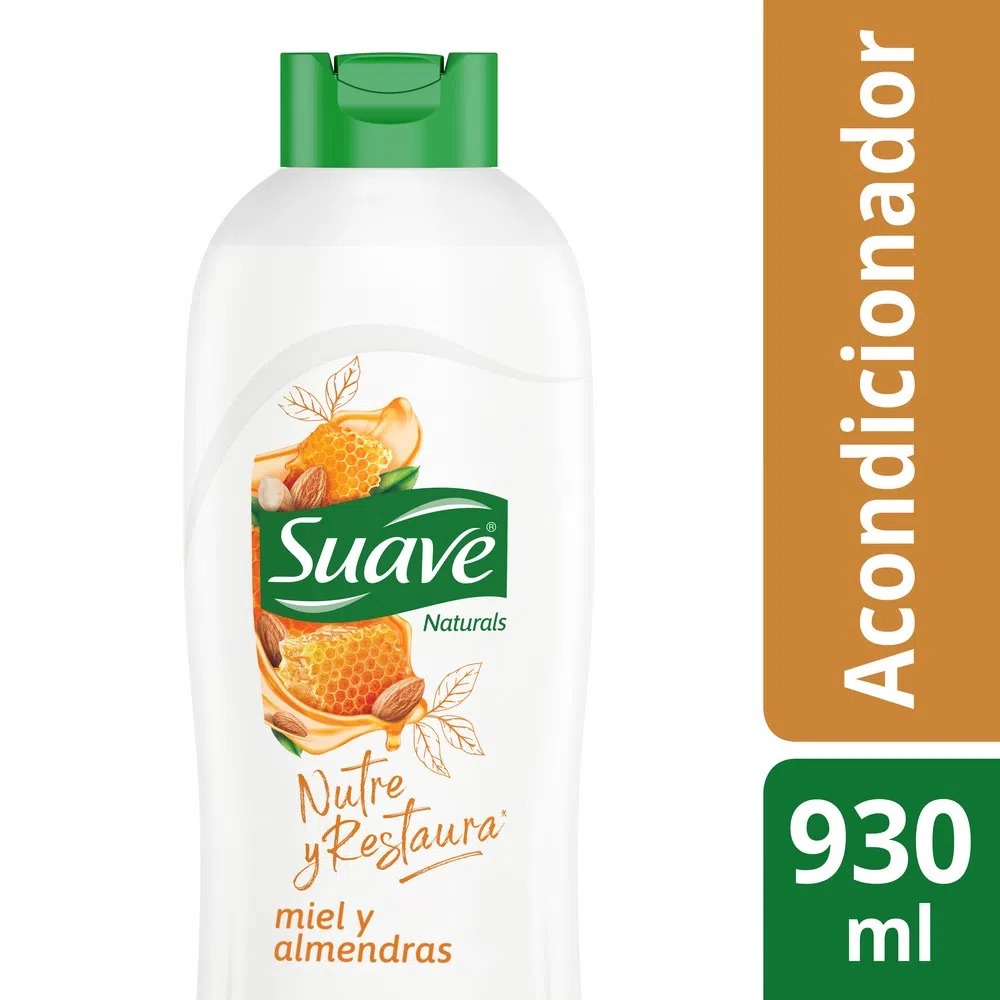 Suave®
Naturals
Nutre
y Restaura*
miel y
almendras
Acondicionador
930
ml